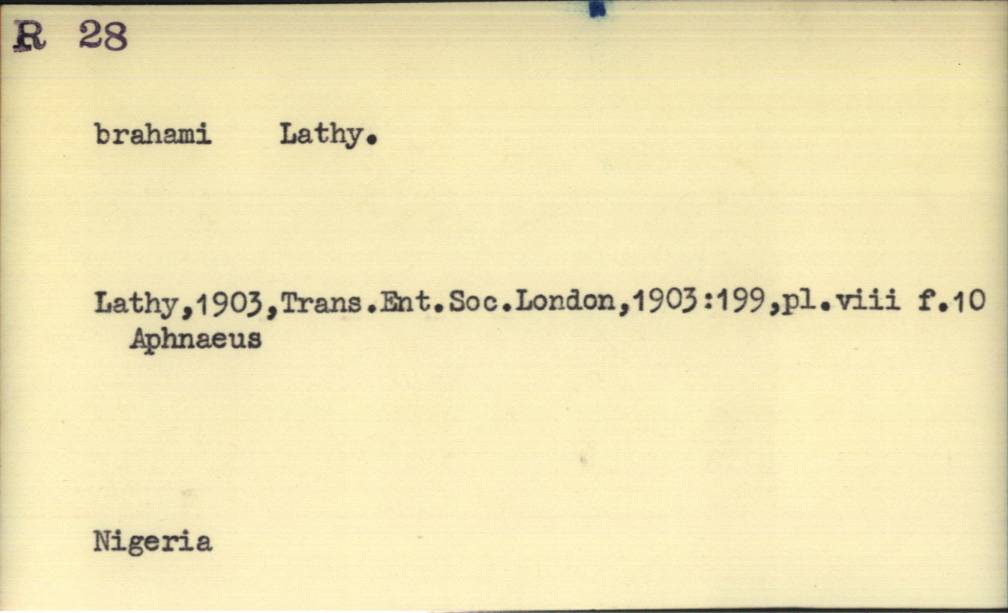 R 28
brahami Lathy.
Lathy,1903,Trans.Ent.Soc.London,1903:199,pl.viii f.10
Aphnaeus
Nigeria